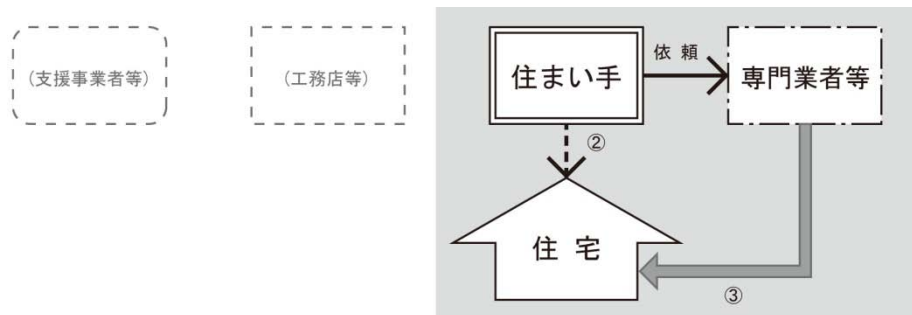 (支援事業者等)
(工務店等)
住まい手
依頼
専門業者等
②
住宅
③